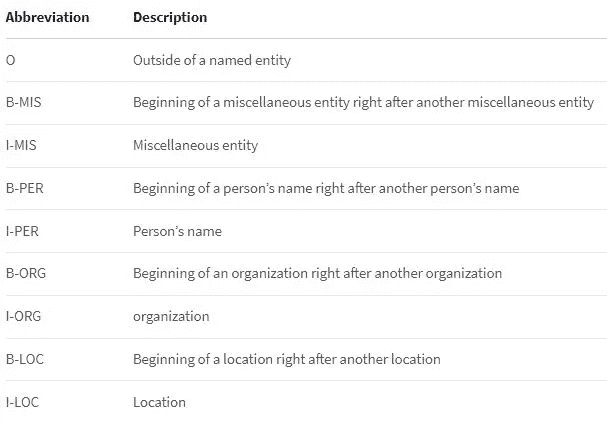 Abbreviation Description
O Outside of a named entity
B-MIS Beginning of a miscellaneous entity right after another miscellaneous entity
I-MIS Miscellaneous entity
B-PER Beginning of a person’s name right after another person’s name
I-PER Person’s name
B-ORG Beginning of an organization right after another organization
I-ORG organization
B-LOC Beginning of a location right after another location
I-LOC Location